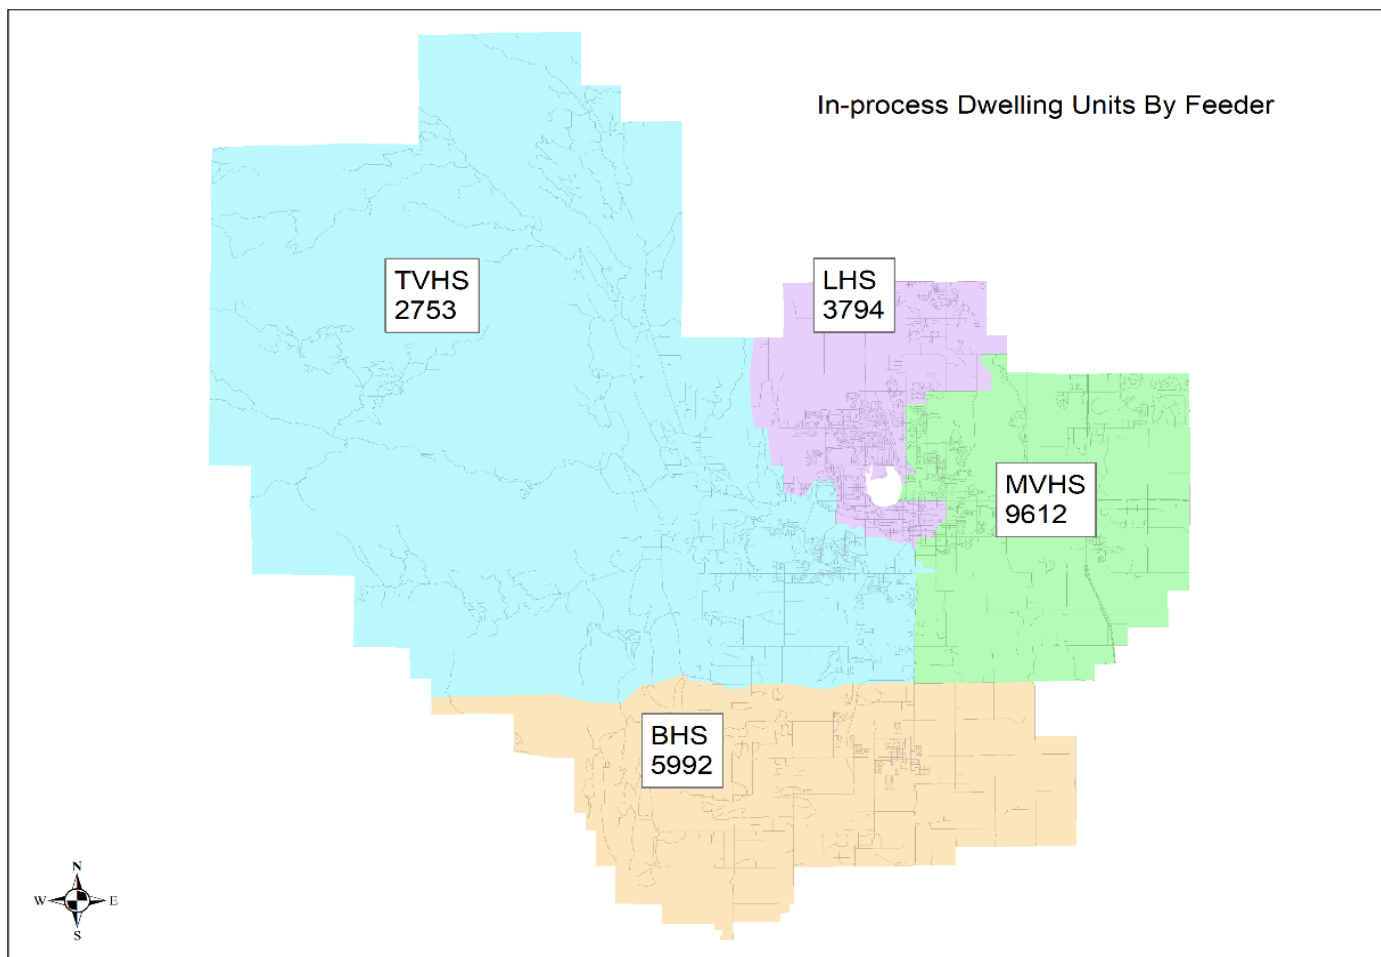 In-process Dwelling Units By Feeder
TVHS
2753
LHS
3794
MVHS
9612
BHS
5992
N
W
E
S